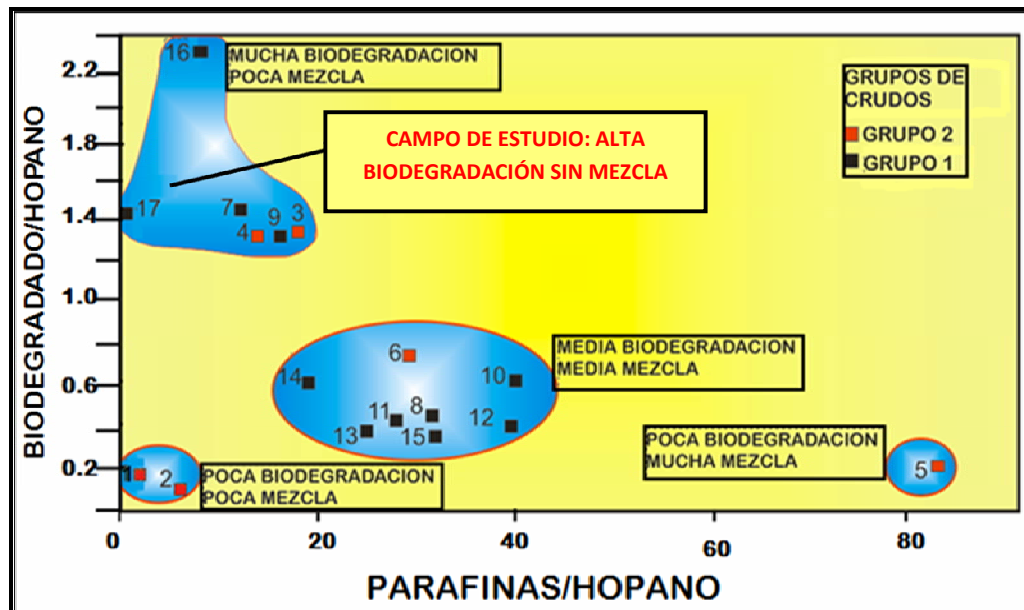 BIODEGRADADO/HOPANO
2.2
1.8
1.4
1.0
0.6
0.2
16
MUCHA BIODEGRADACION
POCA MEZCLA
CAMPO DE ESTUDIO: ALTA
BIODEGRADACIÓN SIN MEZCLA
GRUPOS DE
CRUDOS
GRUPO 2
GRUPO 1
17
7
9
3
4
6
14
10
11
8
12
13
15
MEDIA BIODEGRADACION
MEDIA MEZCLA
1
2
POCA BIODEGRADACION
POCA MEZCLA
POCA BIODEGRADACION
MUCHA MEZCLA
5
0
20
40
60
80
PARAFINAS/HOPANO